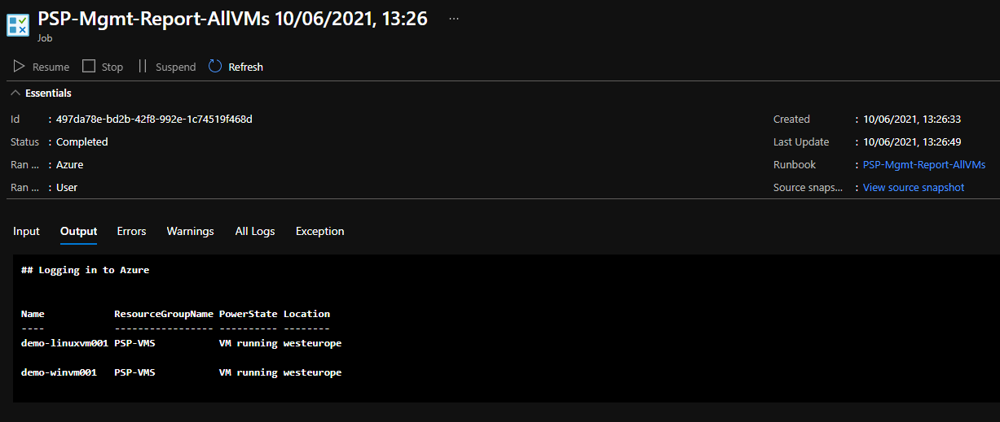 PSP-Mgmt-Report-AllVMs 10/06/2021, 13:26 ...
Job
Resume Stop Suspend Refresh
Essentials
Id : 497da78e-bd2b-42f8-992e-1c74519f468d Created : 10/06/2021, 13:26:33
Status : Completed Last Update : 10/06/2021, 13:26:49
Ran ... : Azure Runbook : PSP-Mgmt-Report-AllVMs
Ran ... : User Source snaps... : View source snapshot
Input Output Errors Warnings All Logs Exception
## Logging in to Azure
Name ResourceGroupName PowerState Location
---- ----------------- ---------- --------
demo-linuxvm001 PSP-VMS VM running westeurope
demo-winvm001 PSP-VMS VM running westeurope